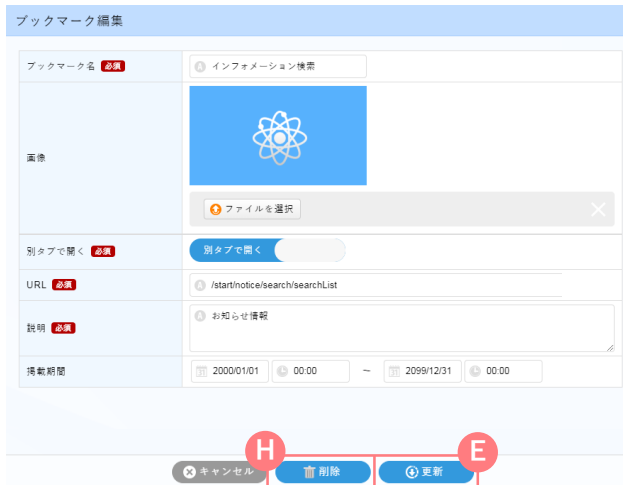 ブックマーク編集
ブックマーク名 必須 インフォメーション検索
画像
ファイルを選択
別タブで開く 必須 別タブで開く
URL 必須 /start/notice/search/searchList
説明 必須 お知らせ情報
掲載期間 2000/01/01 00:00 ~ 2099/12/31 00:00
H E
キャンセル 削除 更新